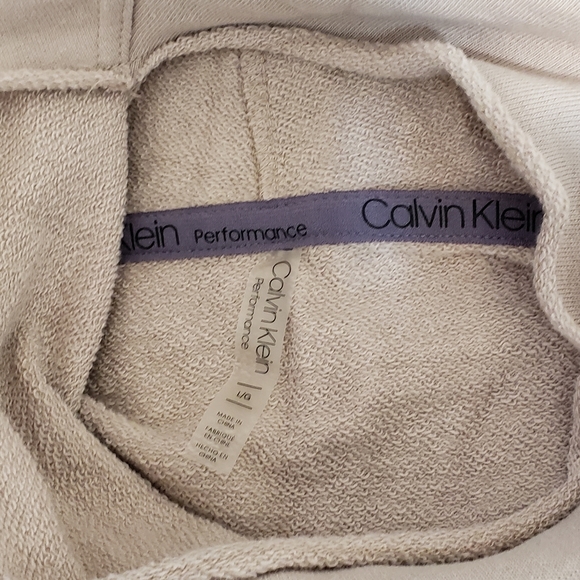 Klein Performance Calvin Klein
Calvin Klein
Performance
L/G
MADE IN
CHINA
FABRIQUÉ
EN CHINE
HECHO EN
CHINA